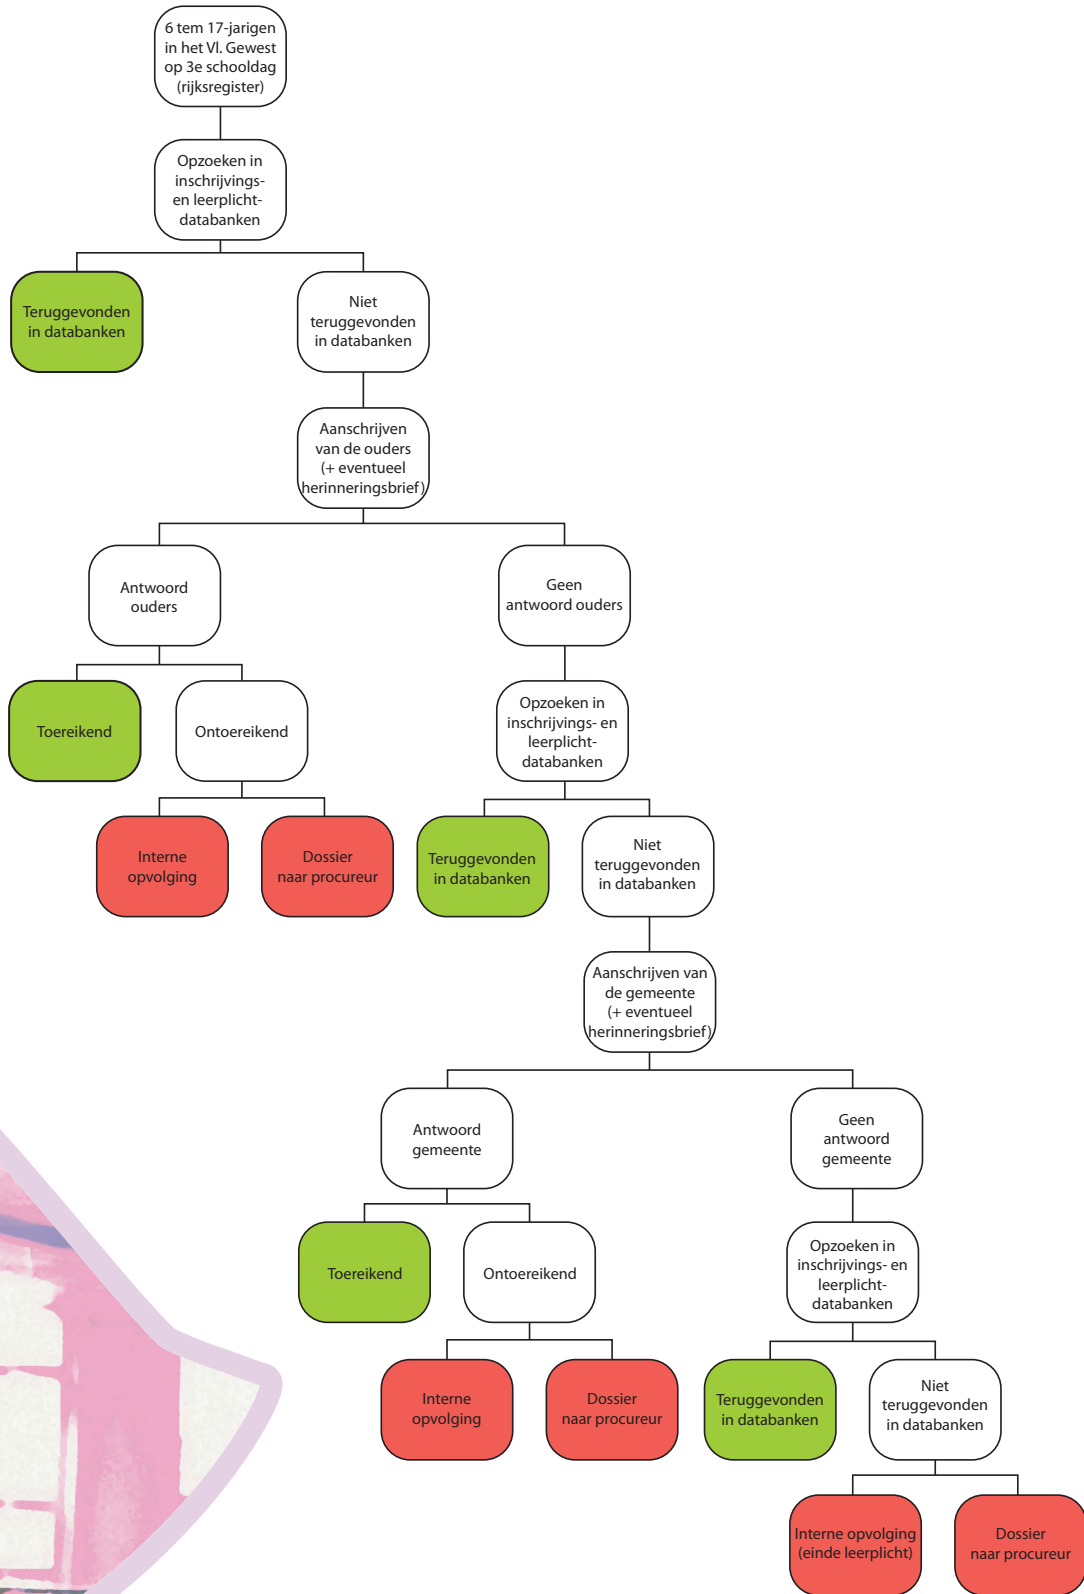 6 tem 17-jarigen
in het Vl. Gewest
op 3e schooldag
(rijksregister)
Opzoeken in
inschrijvings-
en leerplicht-
databanken
Teruggevonden
in databanken
Niet
teruggevonden
in databanken
Aanschrijven
van de ouders
(+ eventueel
herinneringsbrief)
Antwoord
ouders
Geen
antwoord ouders
Toereikend
Ontoereikend
Opzoeken in
inschrijvings- en
leerplicht-
databanken
Interne
opvolging
Dossier
naar procureur
Teruggevonden
in databanken
Niet
teruggevonden
in databanken
Aanschrijven van
de gemeente
(+ eventueel
herinneringsbrief)
Antwoord
gemeente
Geen
antwoord
gemeente
Toereikend
Ontoereikend
Opzoeken in
inschrijvings- en
leerplicht-
databanken
Interne
opvolging
Dossier
naar procureur
Teruggevonden
in databanken
Niet
teruggevonden
in databanken
Interne opvolging
(einde leerplicht)
Dossier
naar procureur